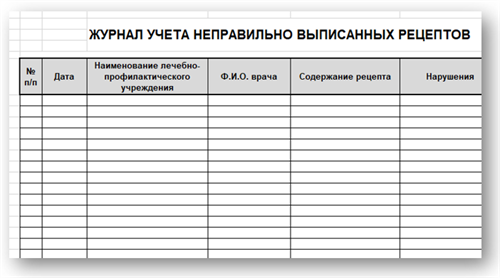 ЖУРНАЛ УЧЕТА НЕПРАВИЛЬНО ВЫПИСАННЫХ РЕЦЕПТОВ
№ п/п
Дата
Наименование лечебно-
профилактического
учреждения
Ф.И.О. врача
Содержание рецепта
Нарушения